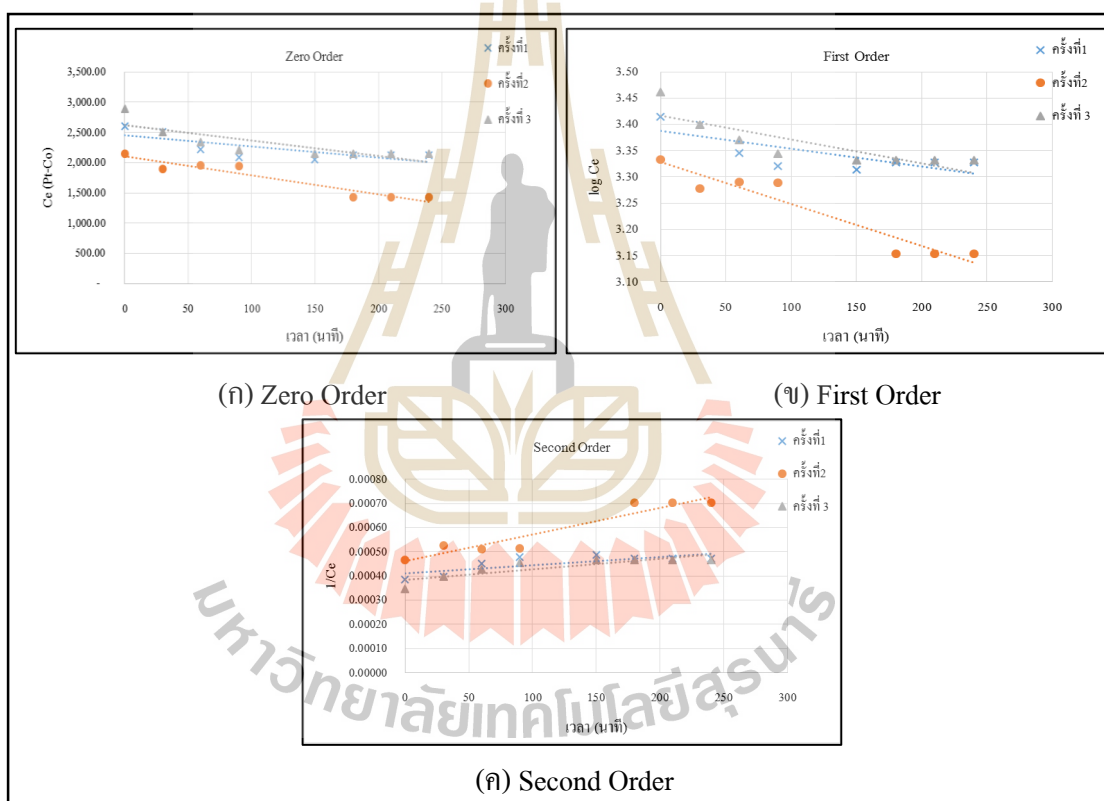 Zero Order
ครั้งที่1
ครั้งที่2
ครั้งที่ 3
Ce (Pt-Co)
3,500.00
3,000.00
2,500.00
2,000.00
1,500.00
1,000.00
500.00
-
0 50 100 150 200 250 300
เวลา (นาที)
First Order
ครั้งที่1
ครั้งที่2
ครั้งที่ 3
log Ce
3.50
3.45
3.40
3.35
3.30
3.25
3.20
3.15
3.10
0 50 100 150 200 250 300
เวลา (นาที)
(ก) Zero Order
(ข) First Order
Second Order
ครั้งที่1
ครั้งที่2
ครั้งที่ 3
1/Ce
0.00080
0.00070
0.00060
0.00050
0.00040
0.00030
0.00020
0.00010
0.00000
0 50 100 150 200 250 300
เวลา (นาที)
(ค) Second Order
มหาวิทยาลัยเทคโนโลยีสุรนารี